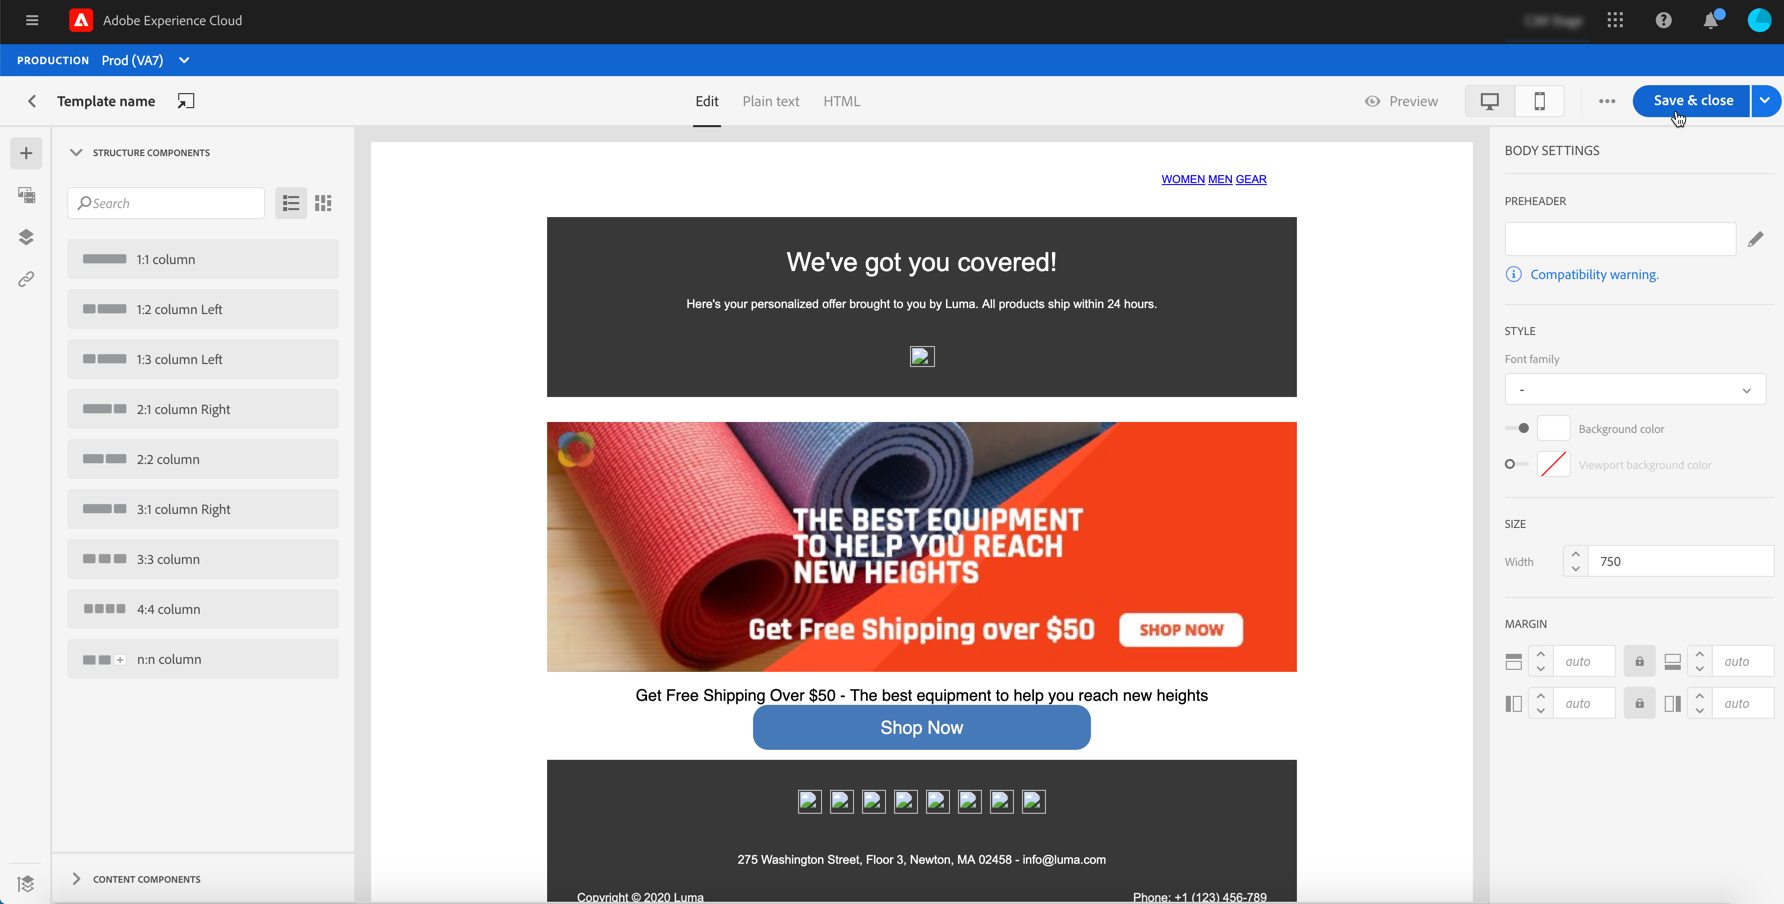 Adobe Experience Cloud
PRODUCTION Prod (VA7)
Template name
Edit Plain text HTML
Preview
Save & close
STRUCTURE COMPONENTS
Search
1:1 column
1:2 column Left
1:3 column Left
2:1 column Right
2:2 column
3:1 column Right
3:3 column
4:4 column
n:n column
CONTENT COMPONENTS
WOMEN MEN GEAR
We've got you covered!
Here's your personalized offer brought to you by Luma. All products ship within 24 hours.
THE BEST EQUIPMENT
TO HELP YOU REACH
NEW HEIGHTS
Get Free Shipping over $50
SHOP NOW
Get Free Shipping Over $50 - The best equipment to help you reach new heights
Shop Now
275 Washington Street, Floor 3, Newton, MA 02458 - info@luma.com
Copyright © 2020 Luma
Phone: +1 (123) 456-789
BODY SETTINGS
PREHEADER
Compatibility warning.
STYLE
Font family
-
Background color
Viewport background color
SIZE
Width 750
MARGIN
auto auto
auto auto